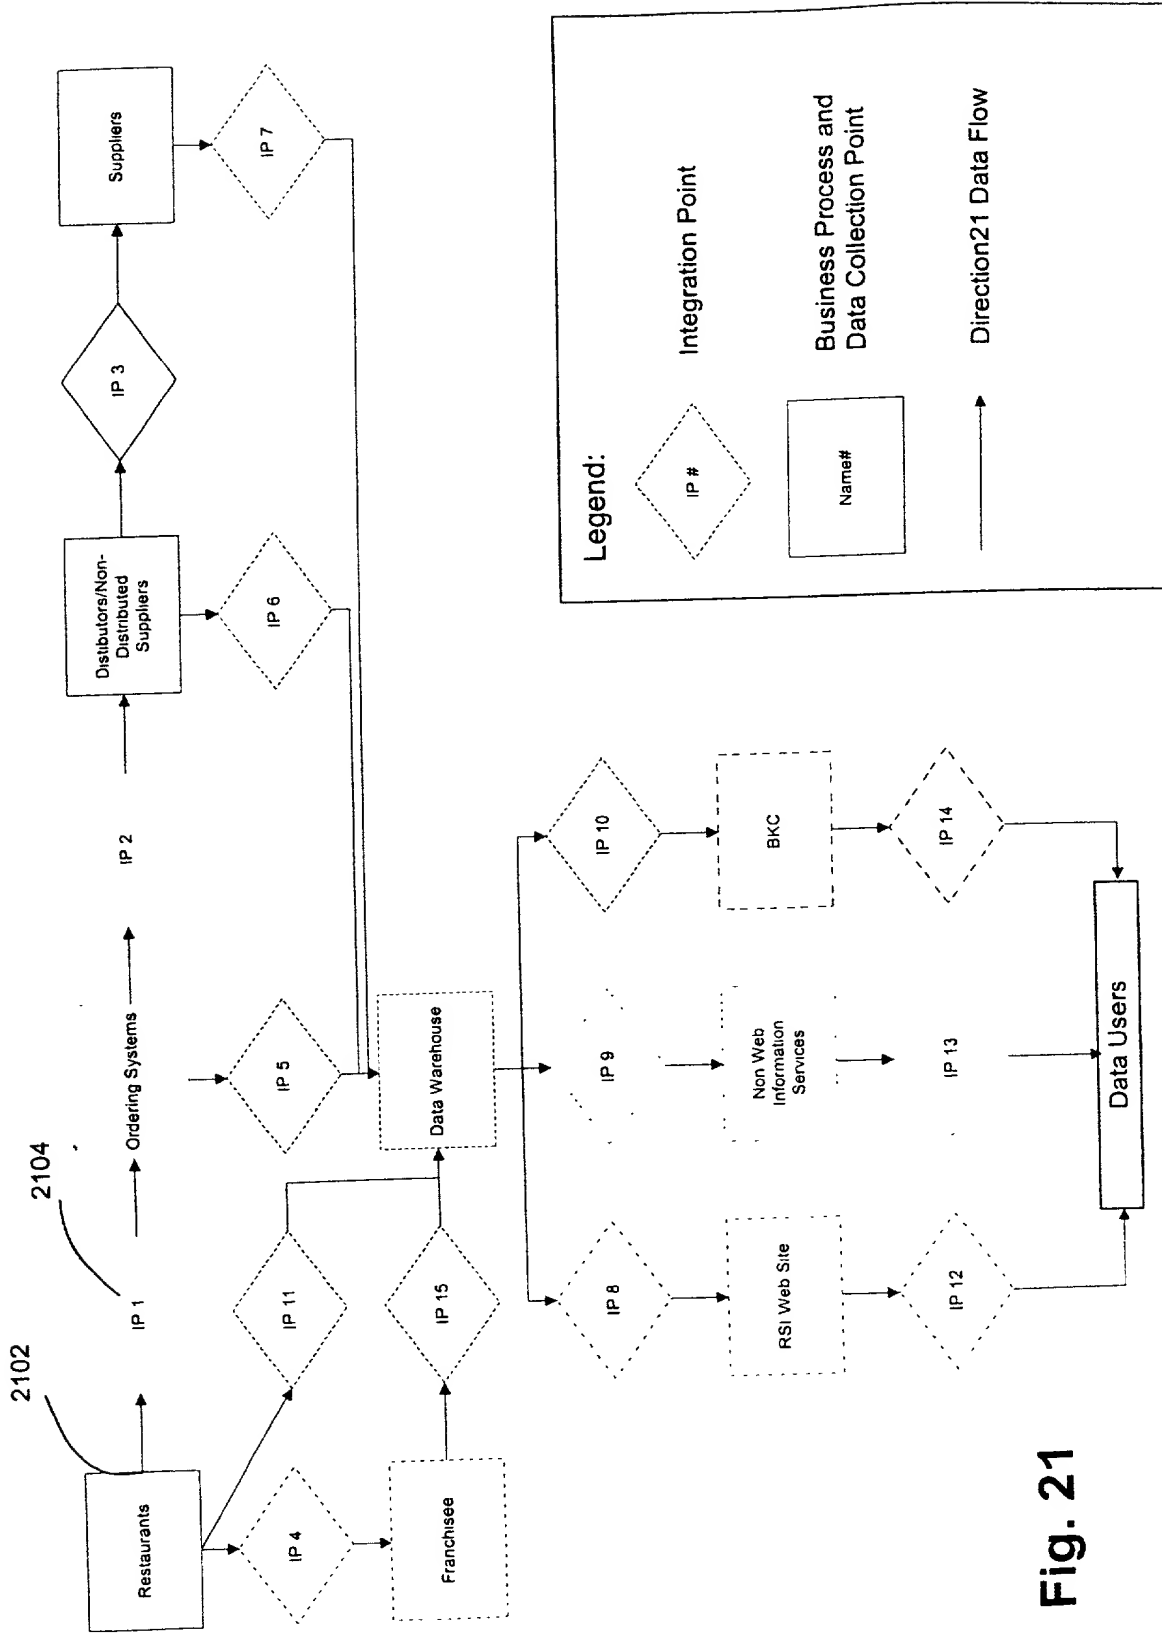 2102
2104
Restaurants
IP 1
Ordering Systems
IP 2
Distibutors/Non-
Distributed
Suppliers
IP 3
Suppliers
IP 4
IP 11
IP 5
IP 6
IP 7
Franchisee
IP 15
Data Warehouse
IP 8
IP 9
IP 10
RSI Web Site
Non Web
Information
Services
BKC
IP 12
IP 13
IP 14
Data Users
Legend:
IP #
Integration Point
Name#
Business Process and
Data Collection Point
Direction21 Data Flow
Fig. 21